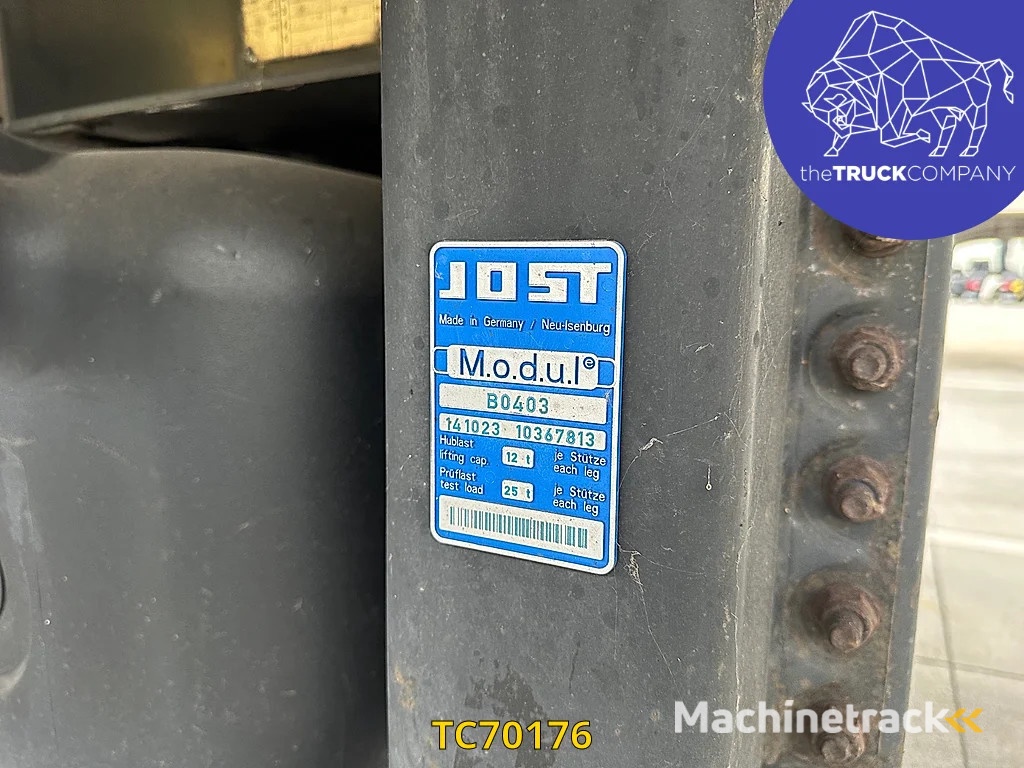 theTRUCKCOMPANY
JOST
Made in Germany / Neu-Isenburg
M.o.d.u.l e
B0403
141023 10367813
Hublast
lifting cap. 12 t je Stütze
each leg
Prüflast
test load 25 t je Stütze
each leg
Machinetrack
TC70176